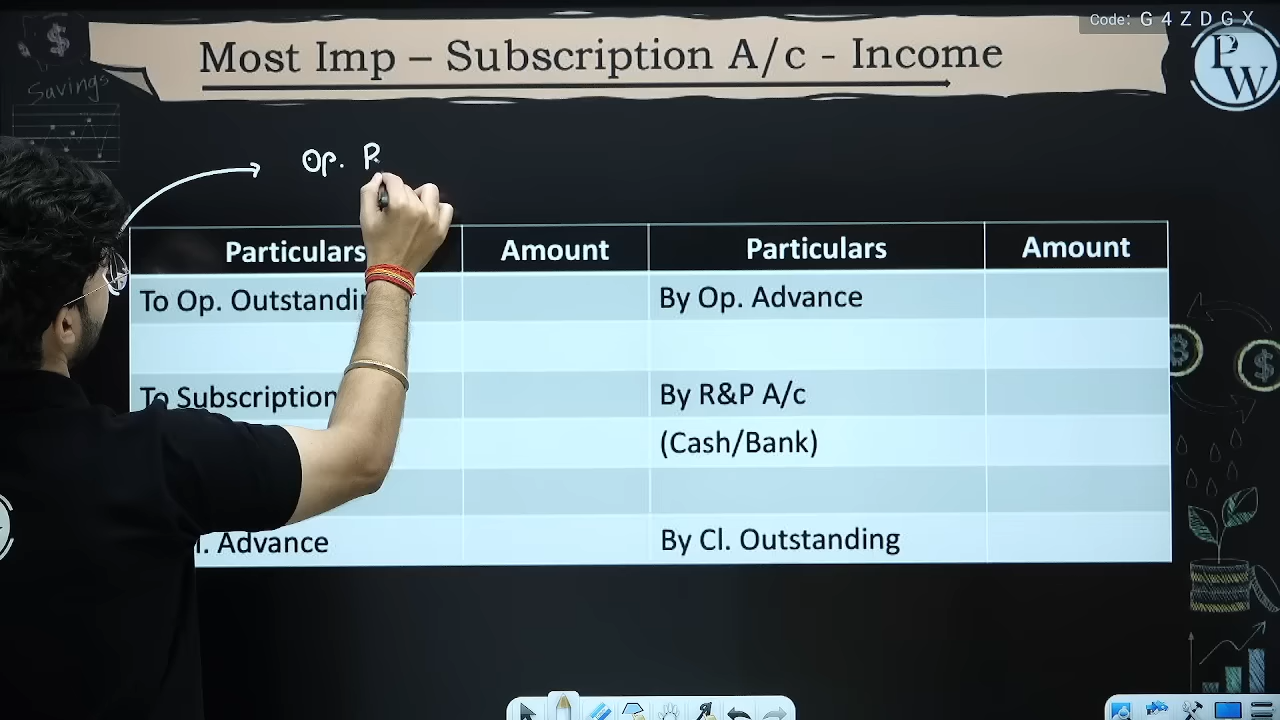 Code: G 4 Z D G X
Most Imp – Subscription A/c - Income
PW
Savings
Op. R
Particulars Amount Particulars Amount
To Op. By Op. Advance
To Subscription By R&P A/c
(Cash/Bank)
Advance By Cl. Outstanding